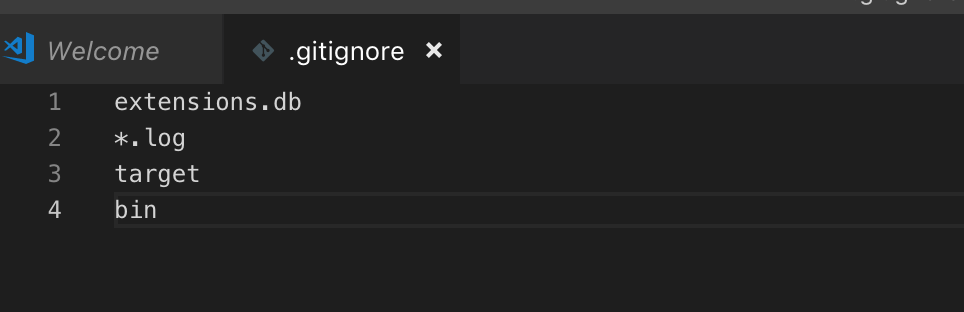 Welcome
.gitignore
1 extensions.db
2 *.log
3 target
4 bin